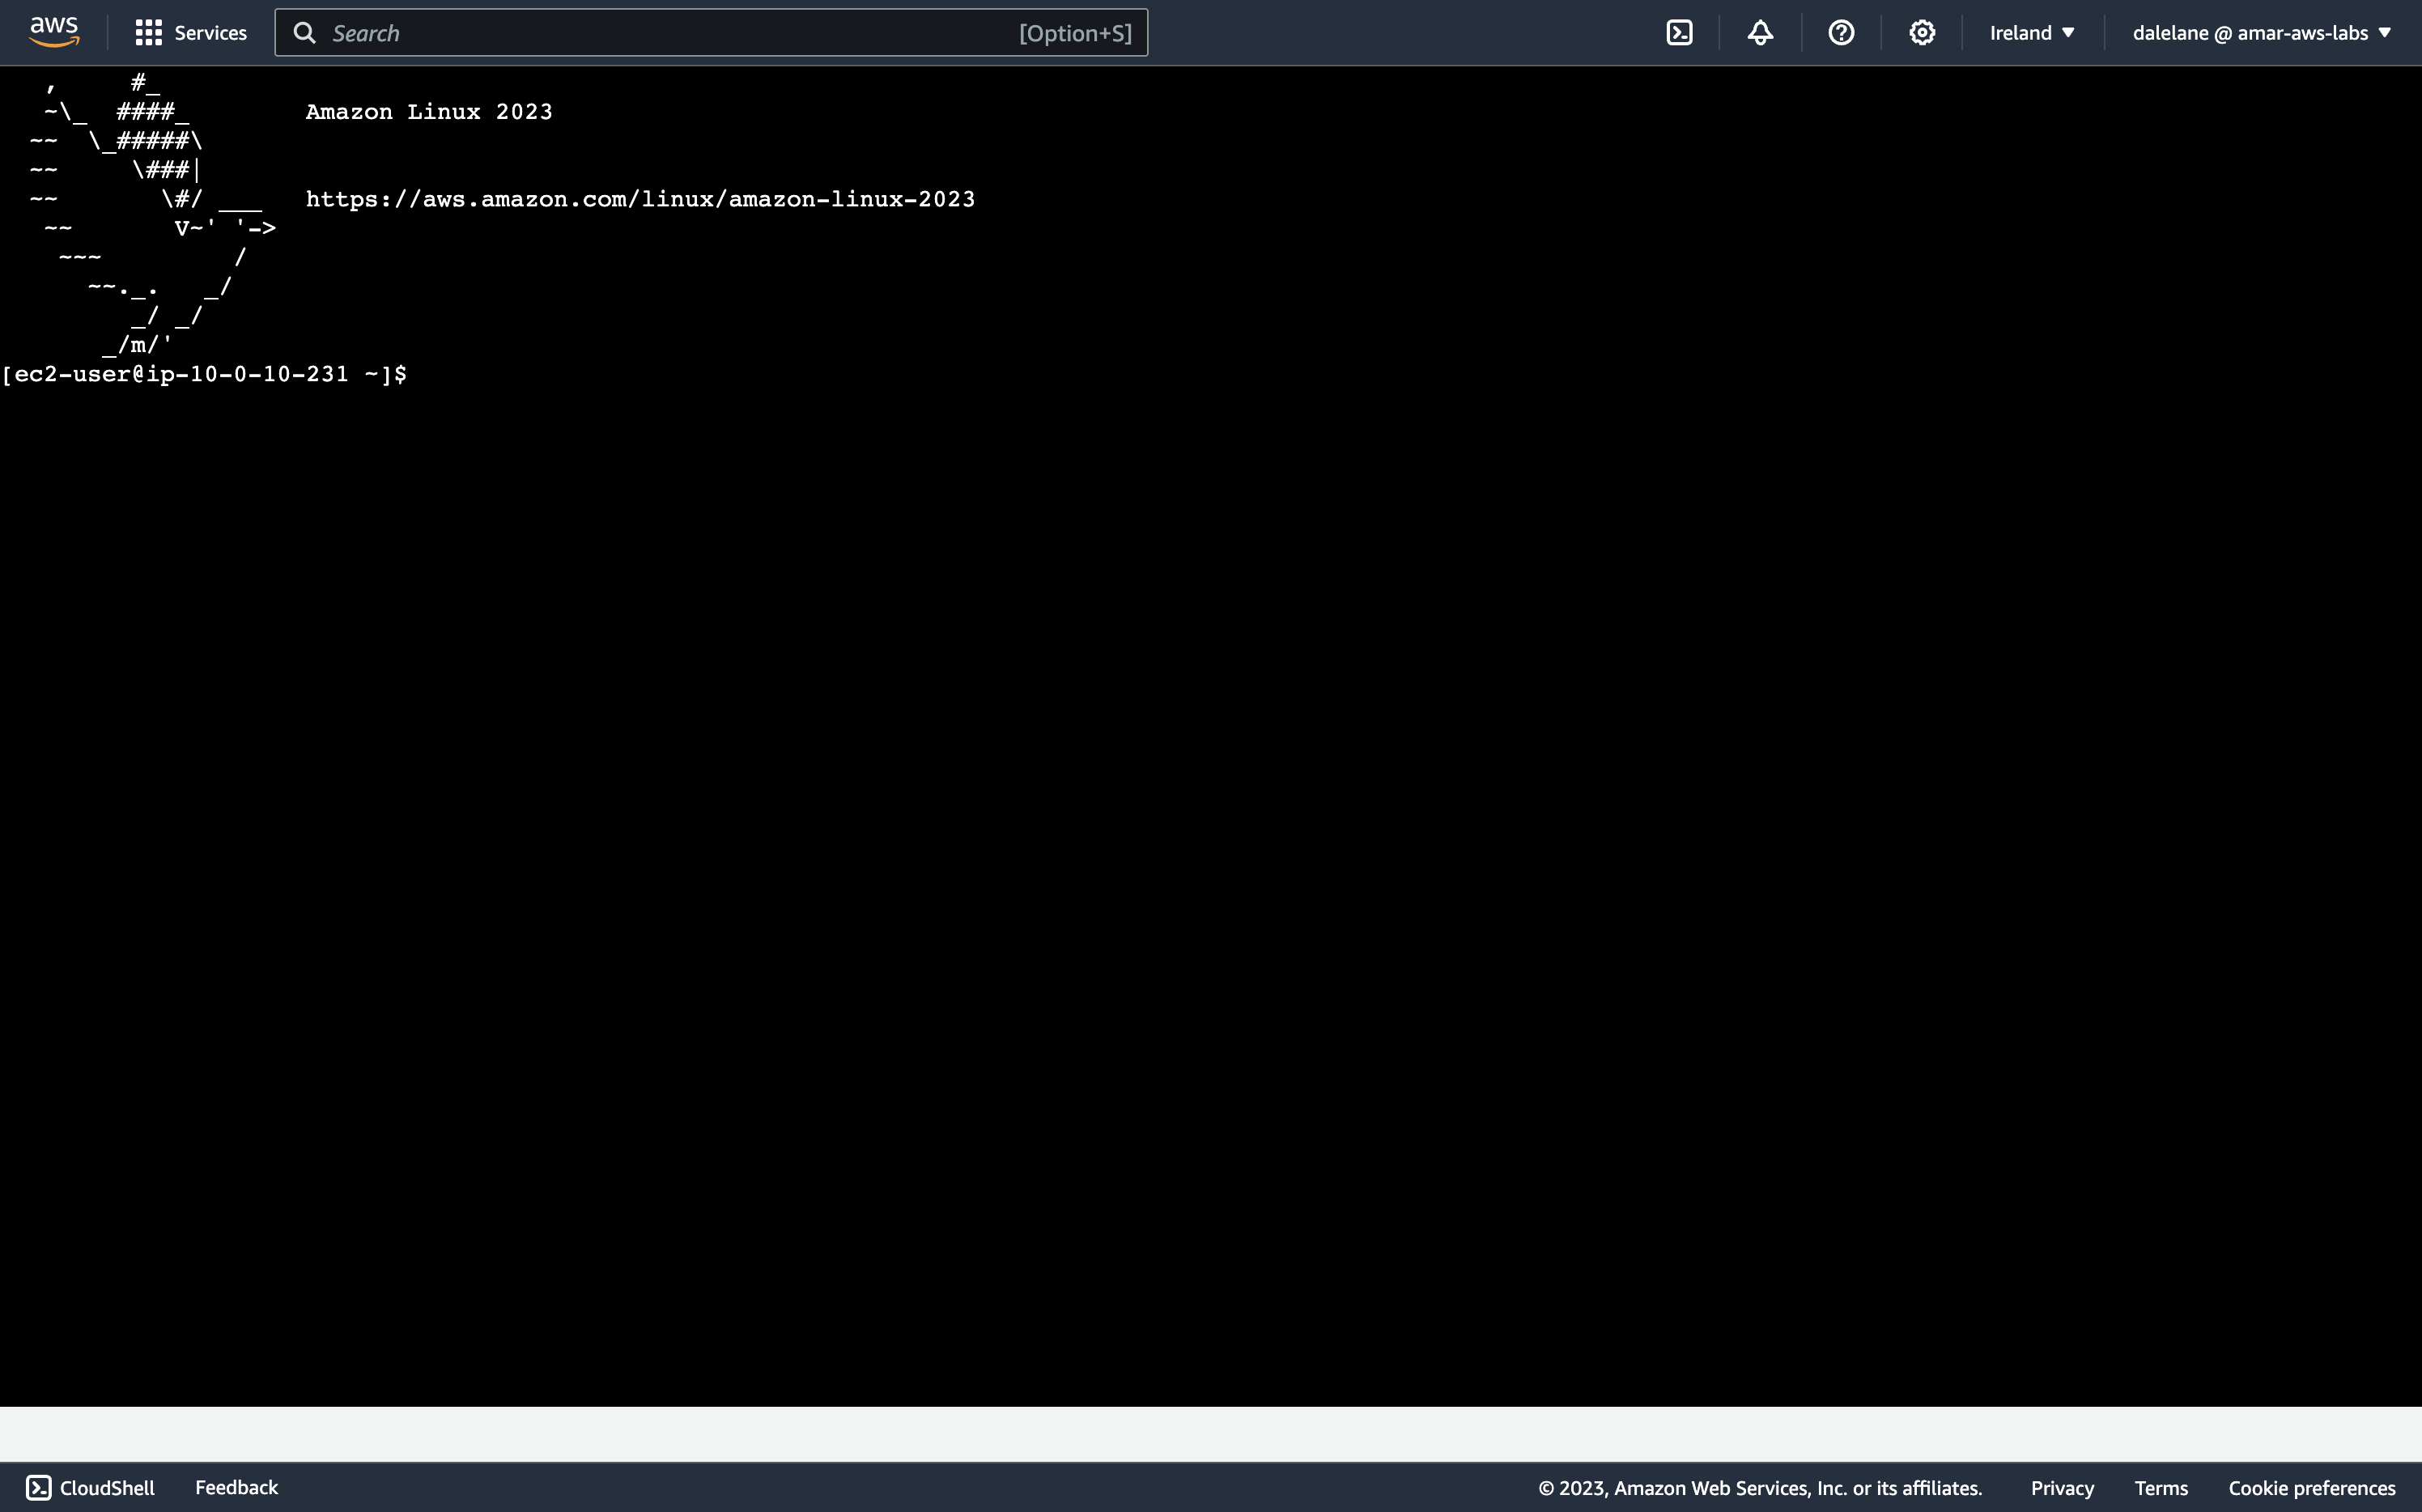 aws Services Search [Option+S] Ireland ▼ dalelane @ amar-aws-labs ▼
   ,     #_
   ~\_  ####_        Amazon Linux 2023
  ~~  \_#####\
  ~~     \###|
  ~~       \#/ ___   https://aws.amazon.com/linux/amazon-linux-2023
   ~~       V~' '->
    ~~~         /
      ~~._.   _/
         _/ _/
       _/m/'
[ec2-user@ip-10-0-10-231 ~]$
CloudShell Feedback © 2023, Amazon Web Services, Inc. or its affiliates. Privacy Terms Cookie preferences